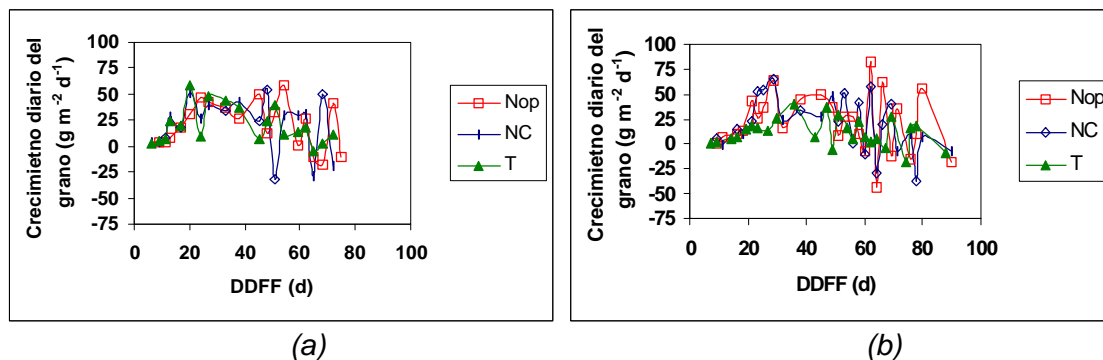 Crecimietno diario del
grano (g m⁻² d⁻¹)
100
75
50
25
0
-25
-50
-75
0 20 40 60 80 100
DDFF (d)
Nop
NC
T
(a)
Crecimietno diario del
grano (g m⁻² d⁻¹)
100
75
50
25
0
-25
-50
-75
0 20 40 60 80 100
DDFF (d)
Nop
NC
T
(b)